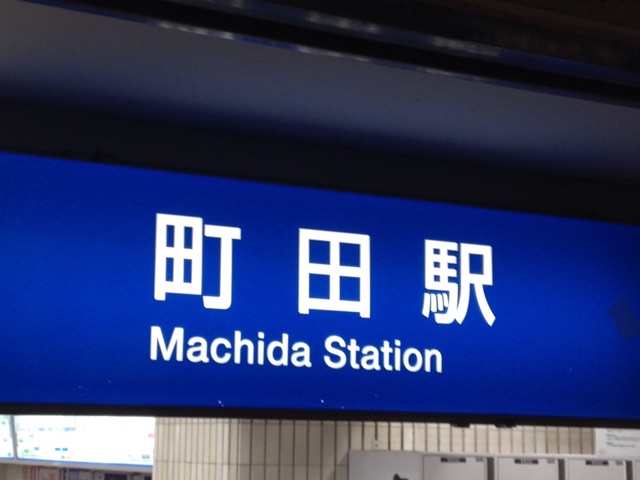 町田駅
Machida Station